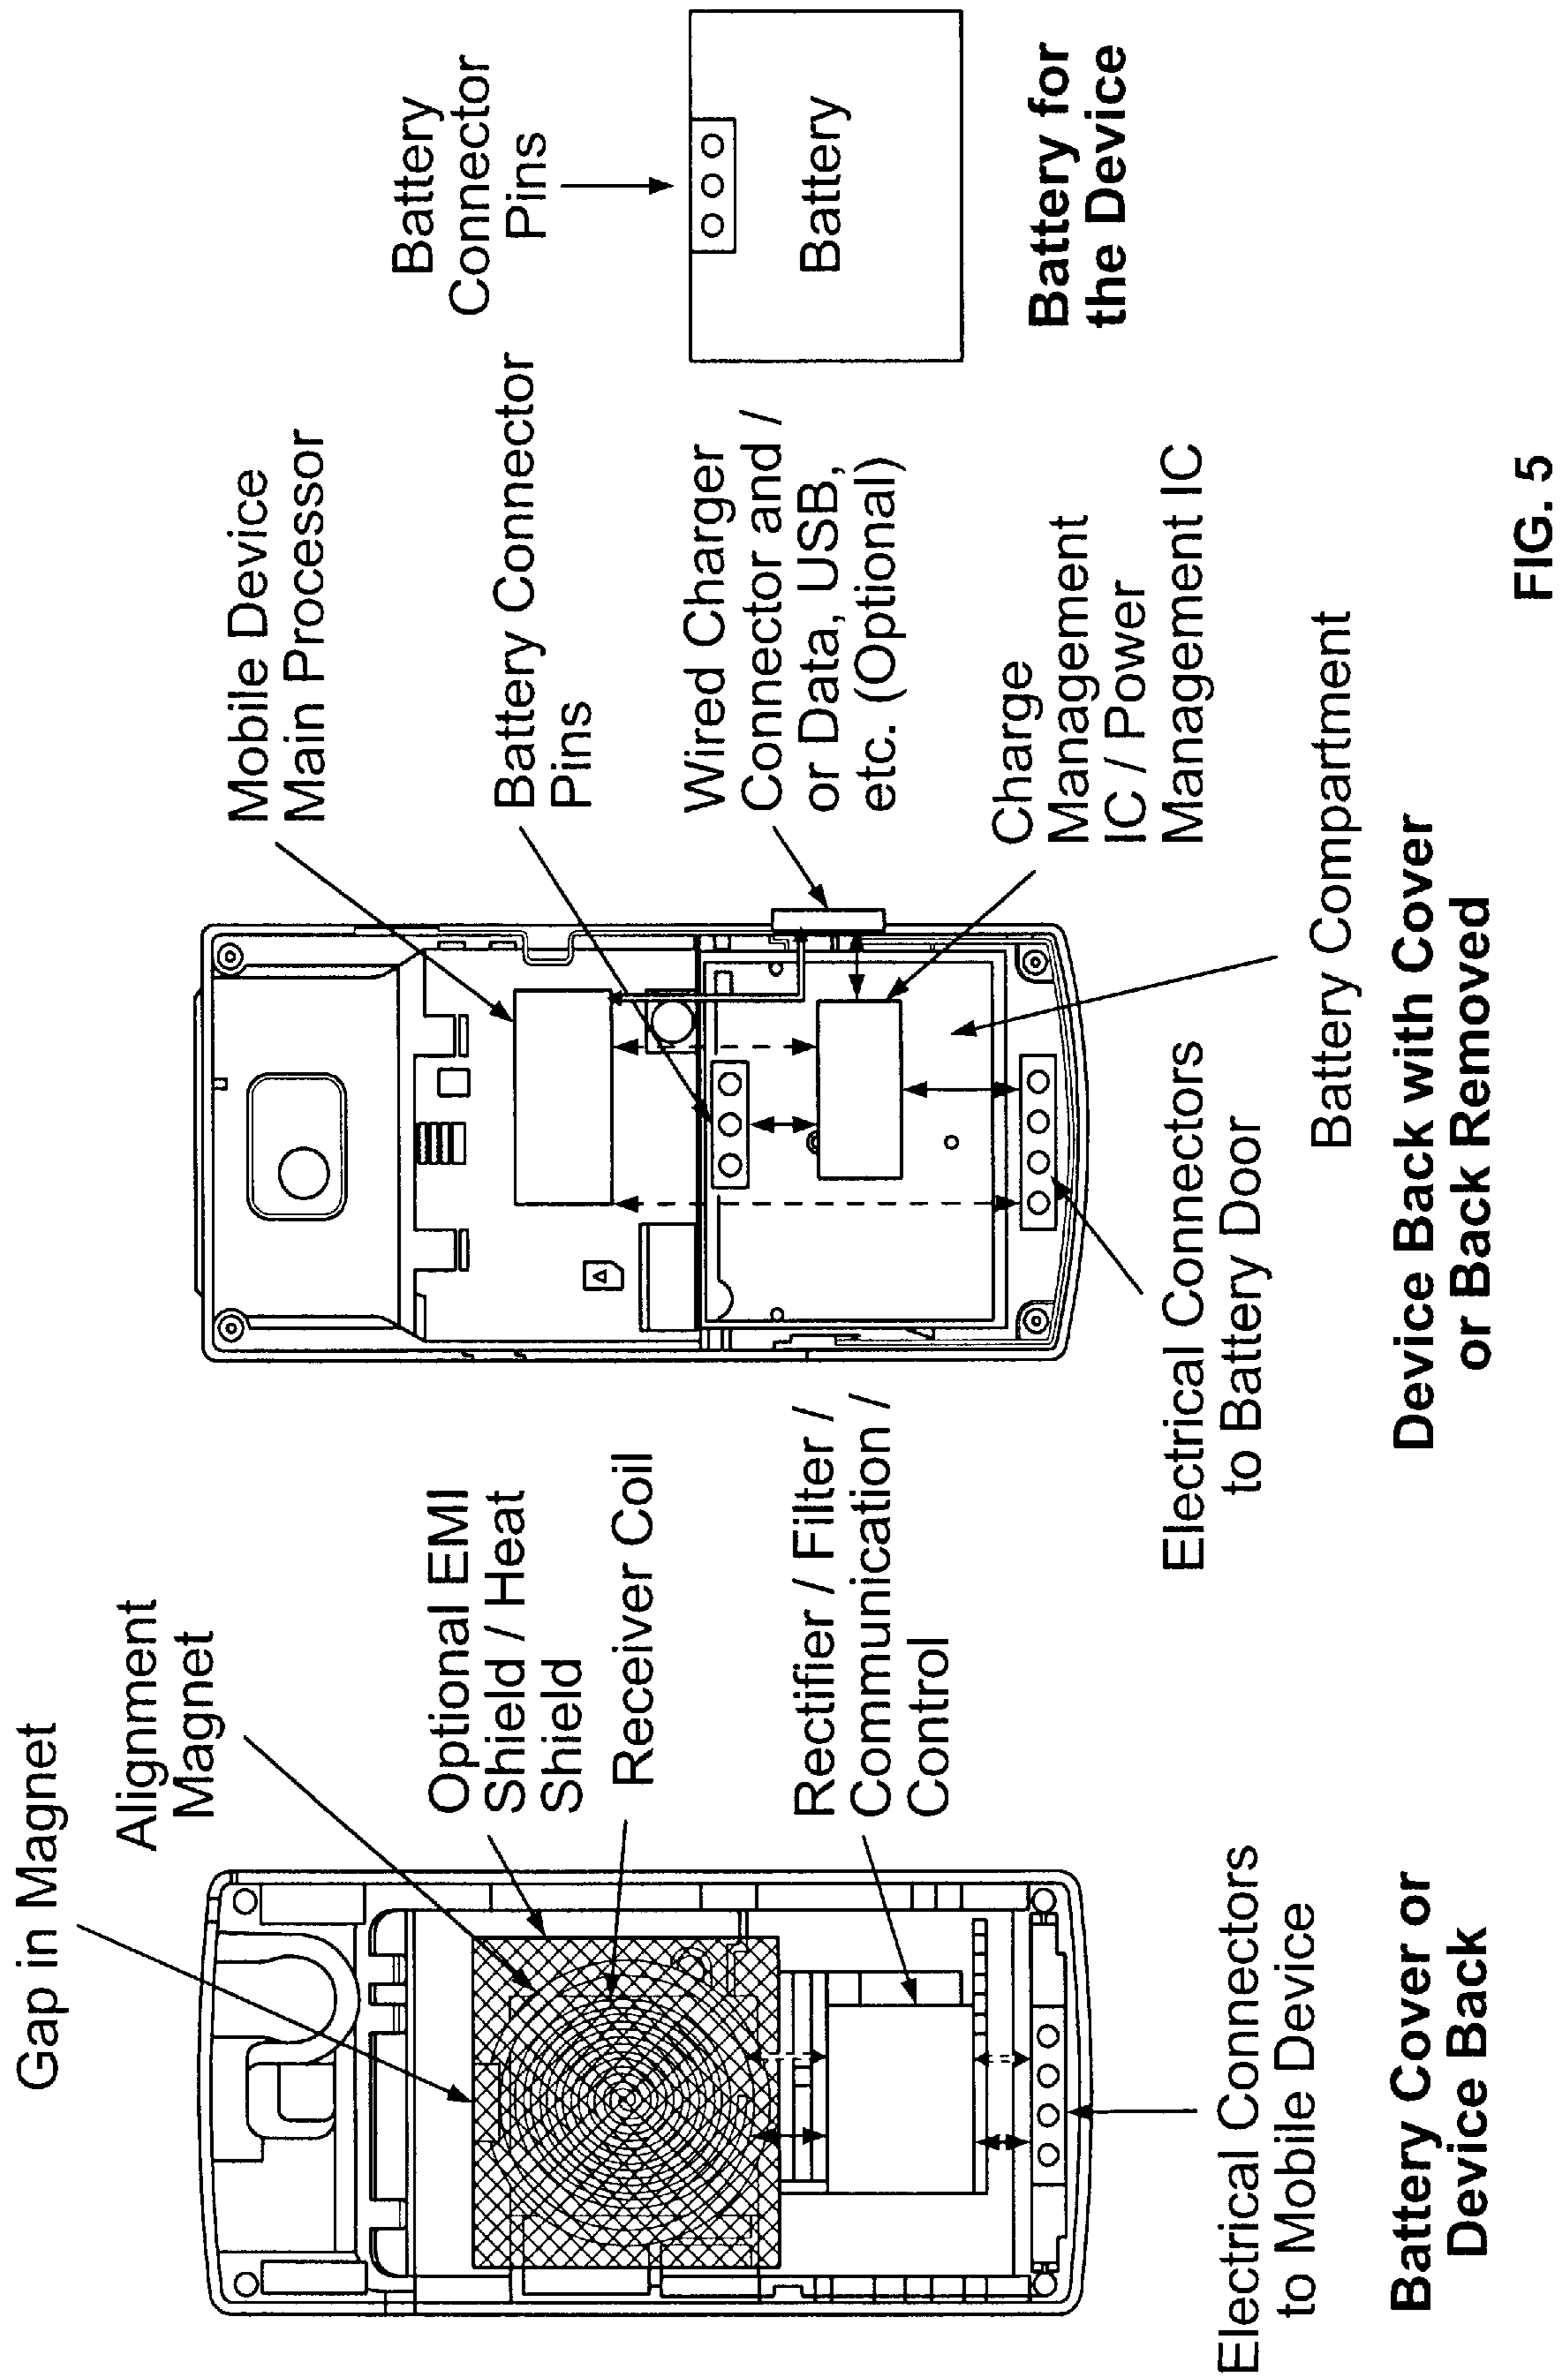 Gap in Magnet
Alignment
Magnet
Optional EMI
Shield / Heat
Shield
Receiver Coil
Rectifier / Filter /
Communication /
Control
Electrical Connectors
to Mobile Device
Battery Cover or
Device Back
Mobile Device
Main Processor
Battery Connector
Pins
Wired Charger
Connector and /
or Data, USB,
etc. (Optional)
Charge
Management
IC / Power
Management IC
Battery Compartment
Electrical Connectors
to Battery Door
Device Back with Cover
or Back Removed
Battery
Connector
Pins
Battery
Battery for
the Device
FIG. 5